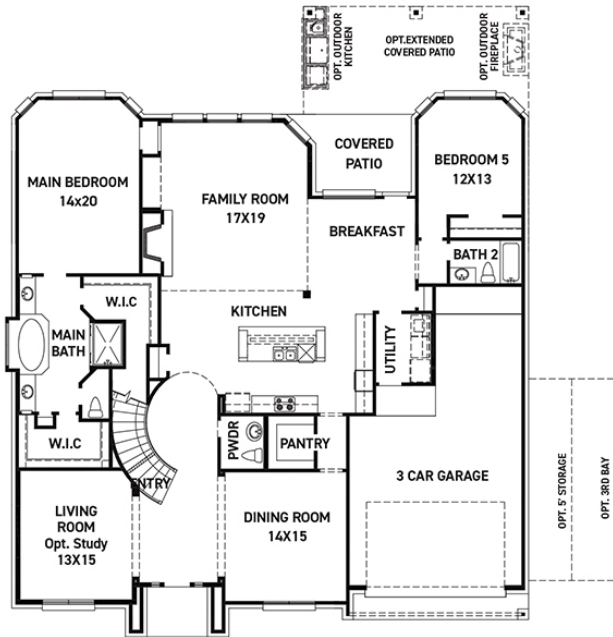 OPT. OUTDOOR
KITCHEN
OPT.EXTENDED
COVERED PATIO
OPT. OUTDOOR
FIREPLACE
COVERED
PATIO
BEDROOM 5
12X13
MAIN BEDROOM
14x20
FAMILY ROOM
17X19
BREAKFAST
BATH 2
W.I.C
KITCHEN
MAIN
BATH
UTILITY
W.I.C
PWDR
PANTRY
3 CAR GARAGE
ENTRY
LIVING
ROOM
Opt. Study
13X15
DINING ROOM
14X15
OPT. 5' STORAGE
OPT. 3RD BAY